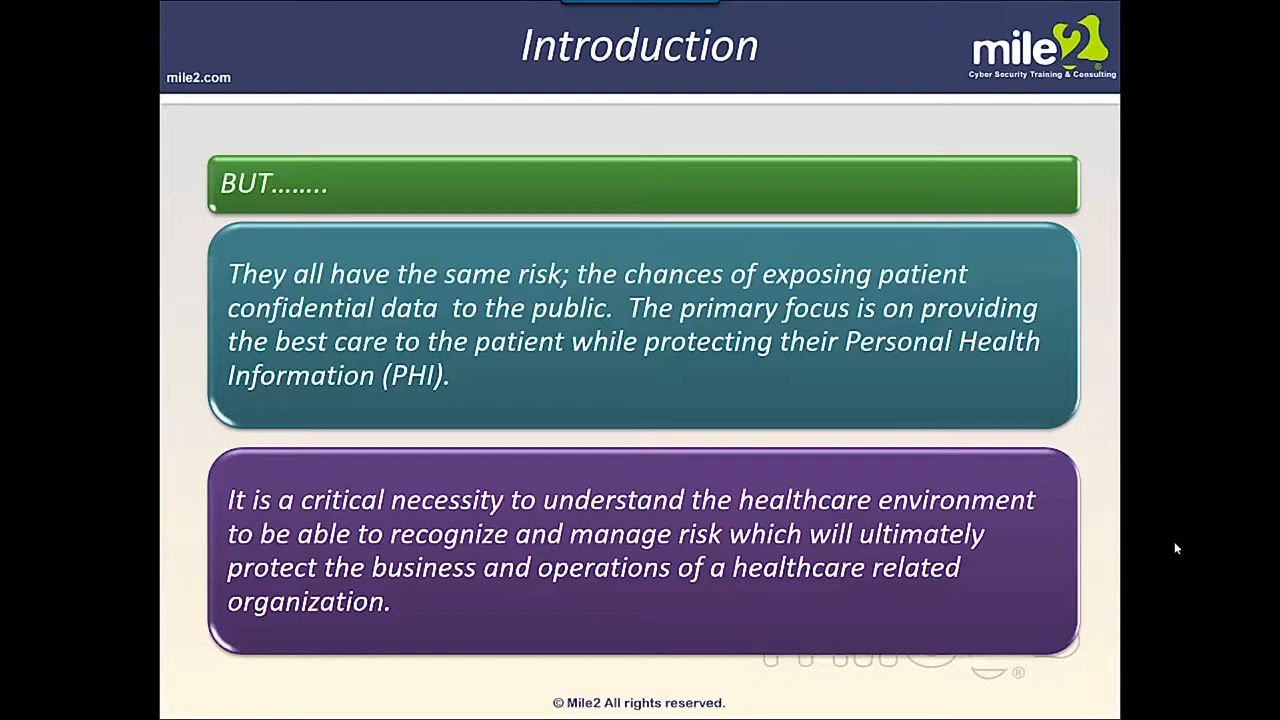 Introduction
mile2
mile2.com
Cyber Security Training & Consulting
BUT........
They all have the same risk; the chances of exposing patient
confidential data  to the public.  The primary focus is on providing
the best care to the patient while protecting their Personal Health
Information (PHI).
It is a critical necessity to understand the healthcare environment
to be able to recognize and manage risk which will ultimately
protect the business and operations of a healthcare related
organization.
®
© Mile2 All rights reserved.